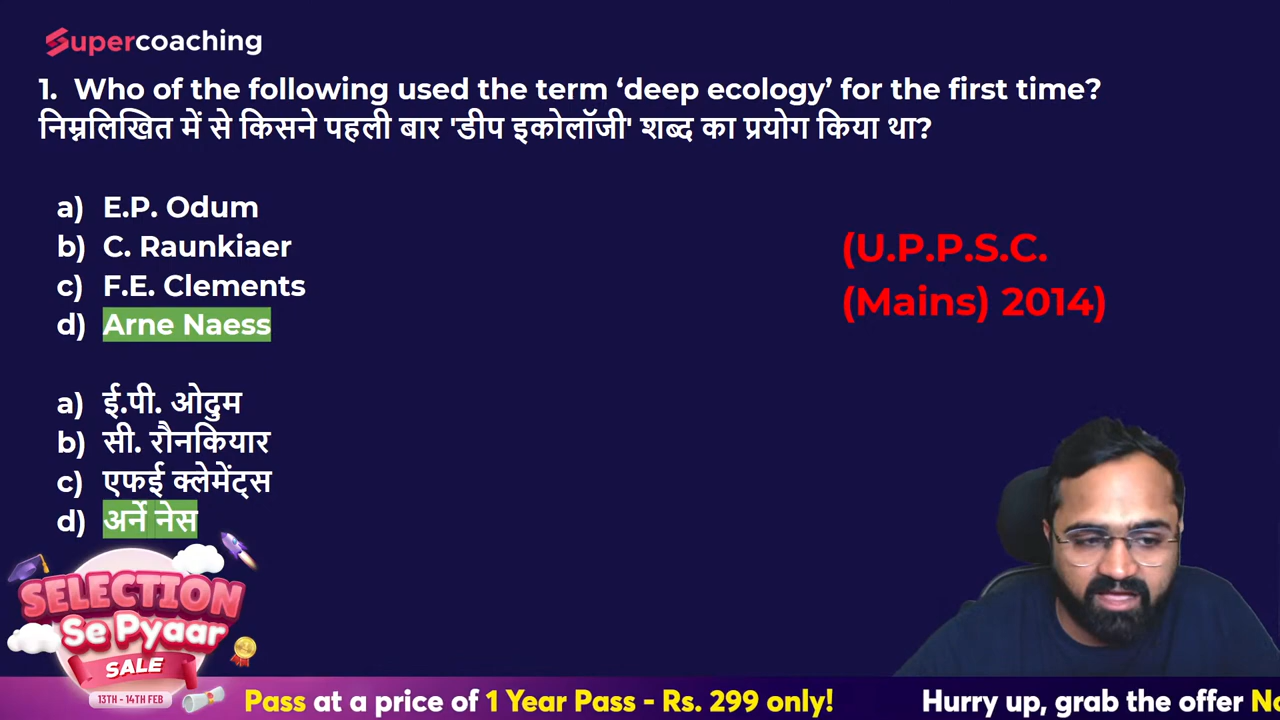 Supercoaching
1. Who of the following used the term ‘deep ecology’ for the first time?
निम्नलिखित में से किसने पहली बार 'डीप इकोलॉजी' शब्द का प्रयोग किया था?
a) E.P. Odum
b) C. Raunkiaer
c) F.E. Clements
d) Arne Naess
(U.P.P.S.C.
(Mains) 2014)
a) ई.पी. ओदुम
b) सी. रौनकियार
c) एफई क्लेमेंट्स
d) अर्ने नेस
SELECTION
Se Pyaar
SALE
13TH - 14TH FEB
Pass at a price of 1 Year Pass - Rs. 299 only! Hurry up, grab the offer